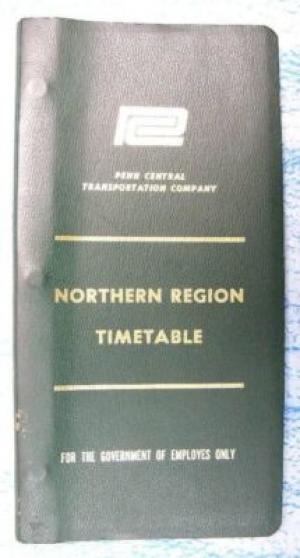 PENN CENTRAL
TRANSPORTATION COMPANY
NORTHERN REGION
TIMETABLE
FOR THE GOVERNMENT OF EMPLOYES ONLY